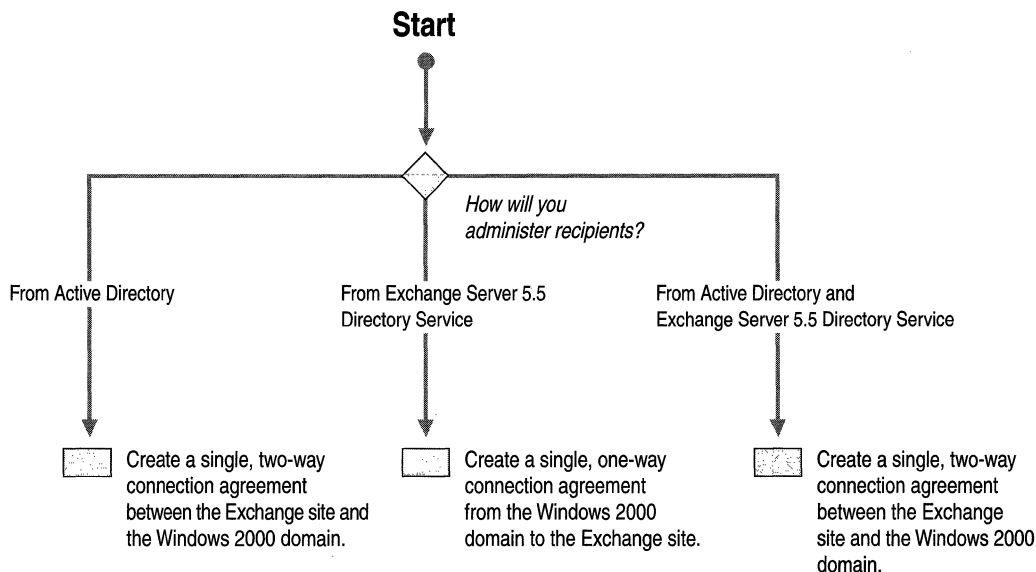 Start
How will you
administer recipients?
From Active Directory
From Exchange Server 5.5
Directory Service
From Active Directory and
Exchange Server 5.5 Directory Service
Create a single, two-way
connection agreement
between the Exchange site and
the Windows 2000 domain.
Create a single, one-way
connection agreement
from the Windows 2000
domain to the Exchange site.
Create a single, two-way
connection agreement
between the Exchange
site and the Windows 2000
domain.